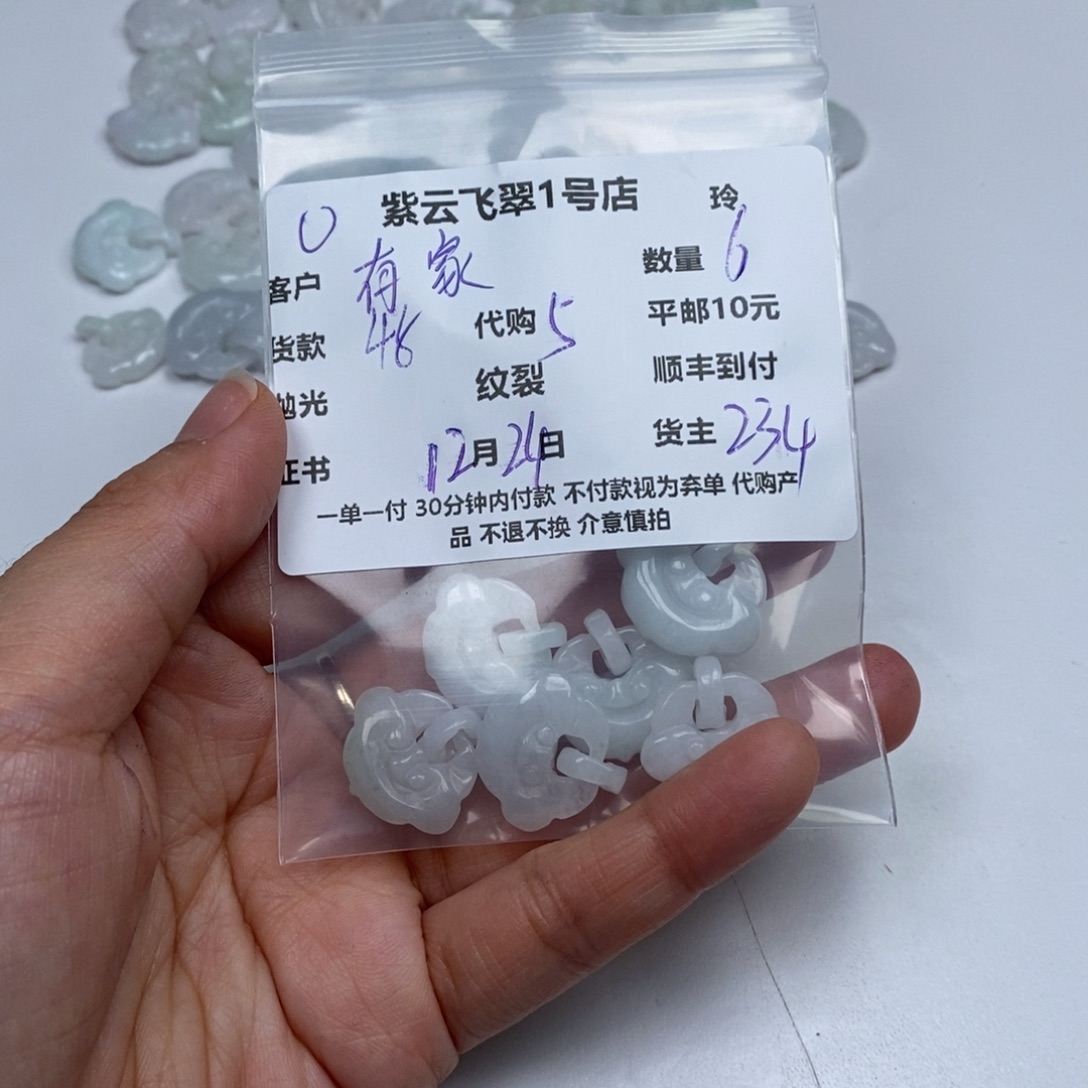 紫云飞翠1号店 玲
U
客户 有家 数量 6
货款 48 代购 5 平邮10元
抛光 纹裂 顺丰到付
证书 12月24日 货主 234
一单一付 30分钟内付款 不付款视为弃单 代购产
品 不退不换 介意慎拍